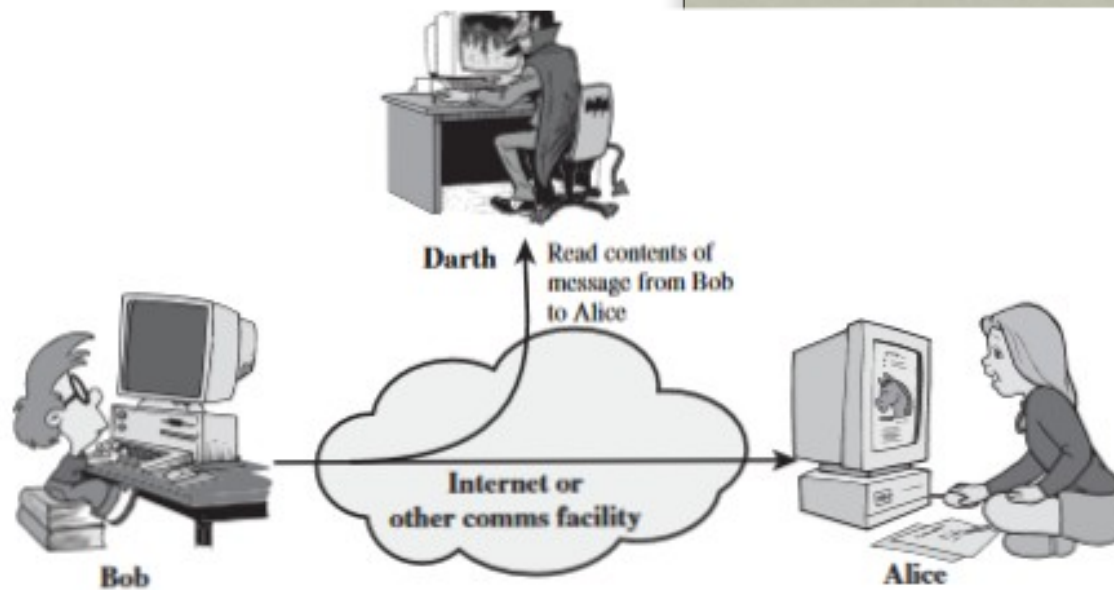 Darth
Read contents of
message from Bob
to Alice
Internet or
other comms facility
Bob
Alice